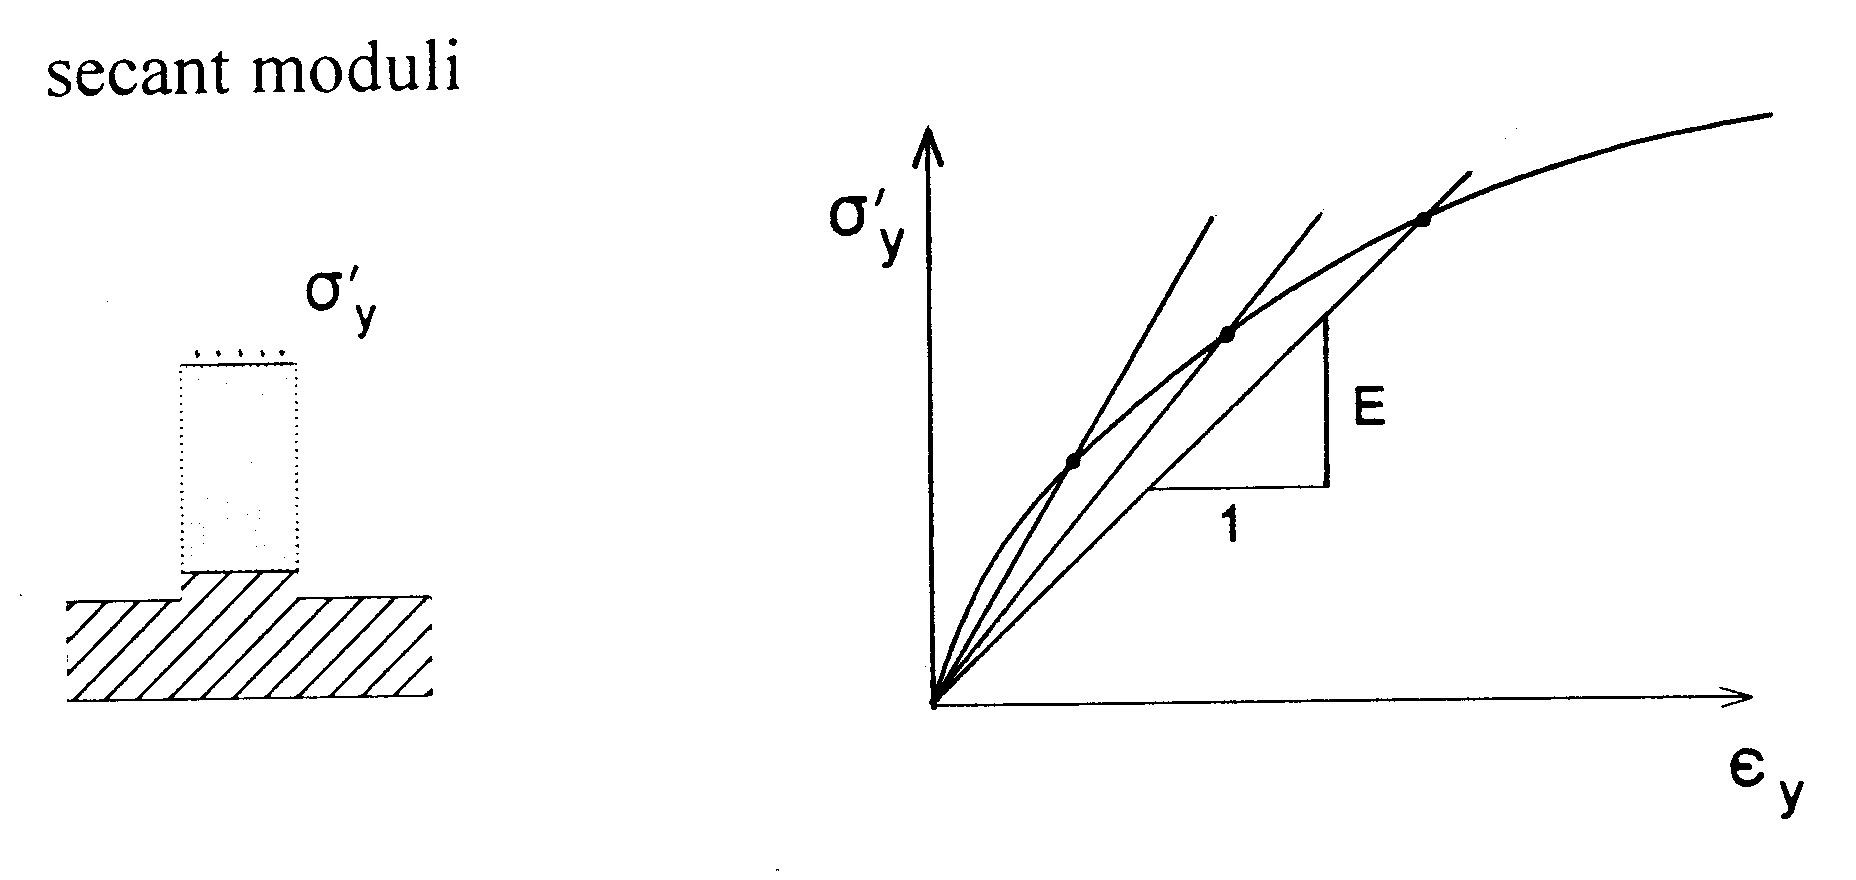 secant moduli
σ′y
σ′y
E
1
ϵy